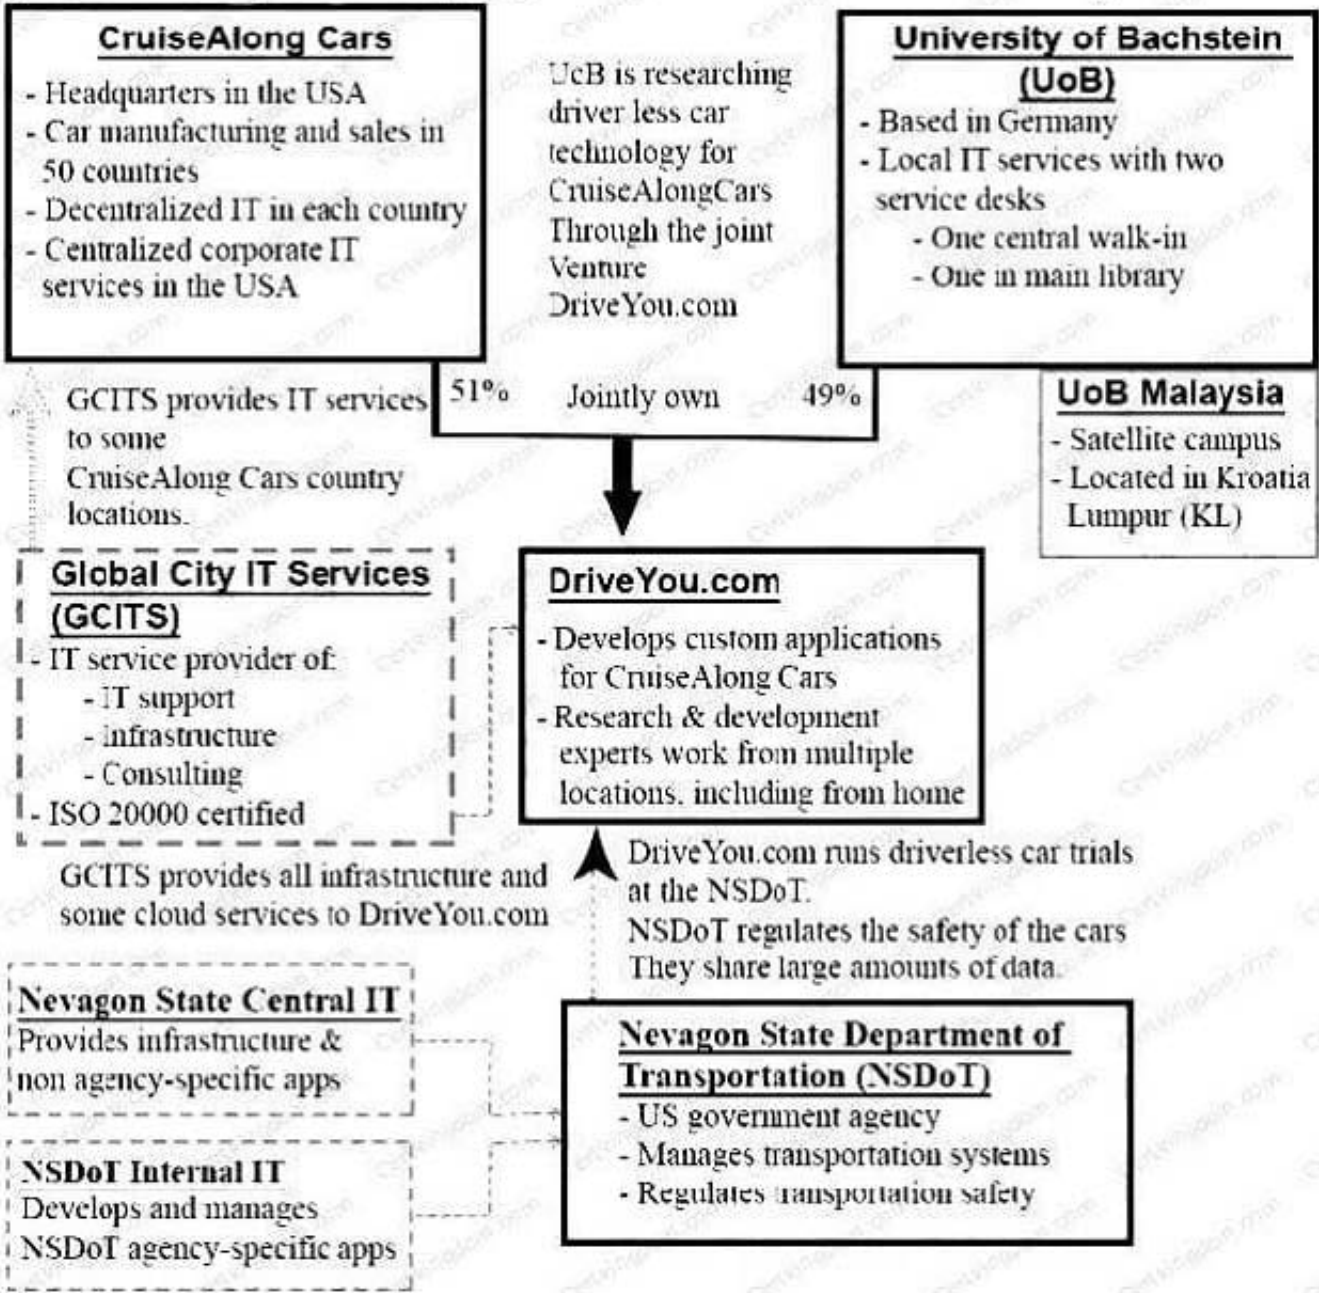 CruiseAlong Cars
- Headquarters in the USA
- Car manufacturing and sales in
50 countries
- Decentralized IT in each country
- Centralized corporate IT
services in the USA
UcB is researching
driver less car
technology for
CruiseAlongCars
Through the joint
Venture
DriveYou.com
University of Bachstein
(UoB)
- Based in Germany
- Local IT services with two
service desks
- One central walk-in
- One in main library
51% Jointly own 49%
UoB Malaysia
- Satellite campus
- Located in Kroatia
Lumpur (KL)
GCITS provides IT services
to some
CruiseAlong Cars country
locations.
Global City IT Services
(GCITS)
- IT service provider of:
- IT support
- Infrastructure
- Consulting
- ISO 20000 certified
DriveYou.com
- Develops custom applications
for CruiseAlong Cars
- Research & development
experts work from multiple
locations, including from home
GCITS provides all infrastructure and
some cloud services to DriveYou.com
DriveYou.com runs driverless car trials
at the NSDoT.
NSDoT regulates the safety of the cars
They share large amounts of data.
Nevagon State Central IT
Provides infrastructure &
non agency-specific apps
NSDoT Internal IT
Develops and manages
NSDoT agency-specific apps
Nevagon State Department of
Transportation (NSDoT)
- US government agency
- Manages transportation systems
- Regulates transportation safety